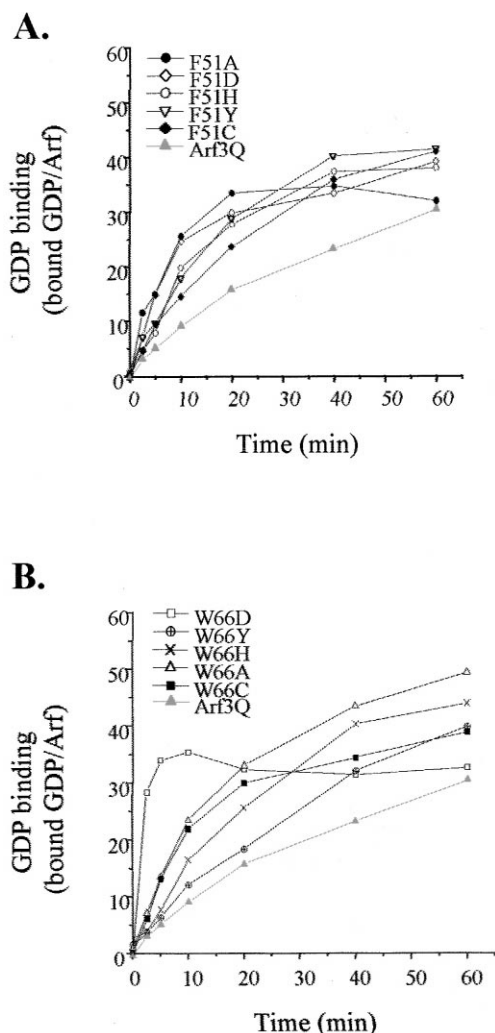 A.
F51A
F51D
F51H
F51Y
F51C
Arf3Q
60
50
40
30
20
10
0
GDP binding
(bound GDP/Arf)
0 10 20 30 40 50 60
Time (min)
B.
W66D
W66Y
W66H
W66A
W66C
Arf3Q
60
50
40
30
20
10
0
GDP binding
(bound GDP/Arf)
0 10 20 30 40 50 60
Time (min)